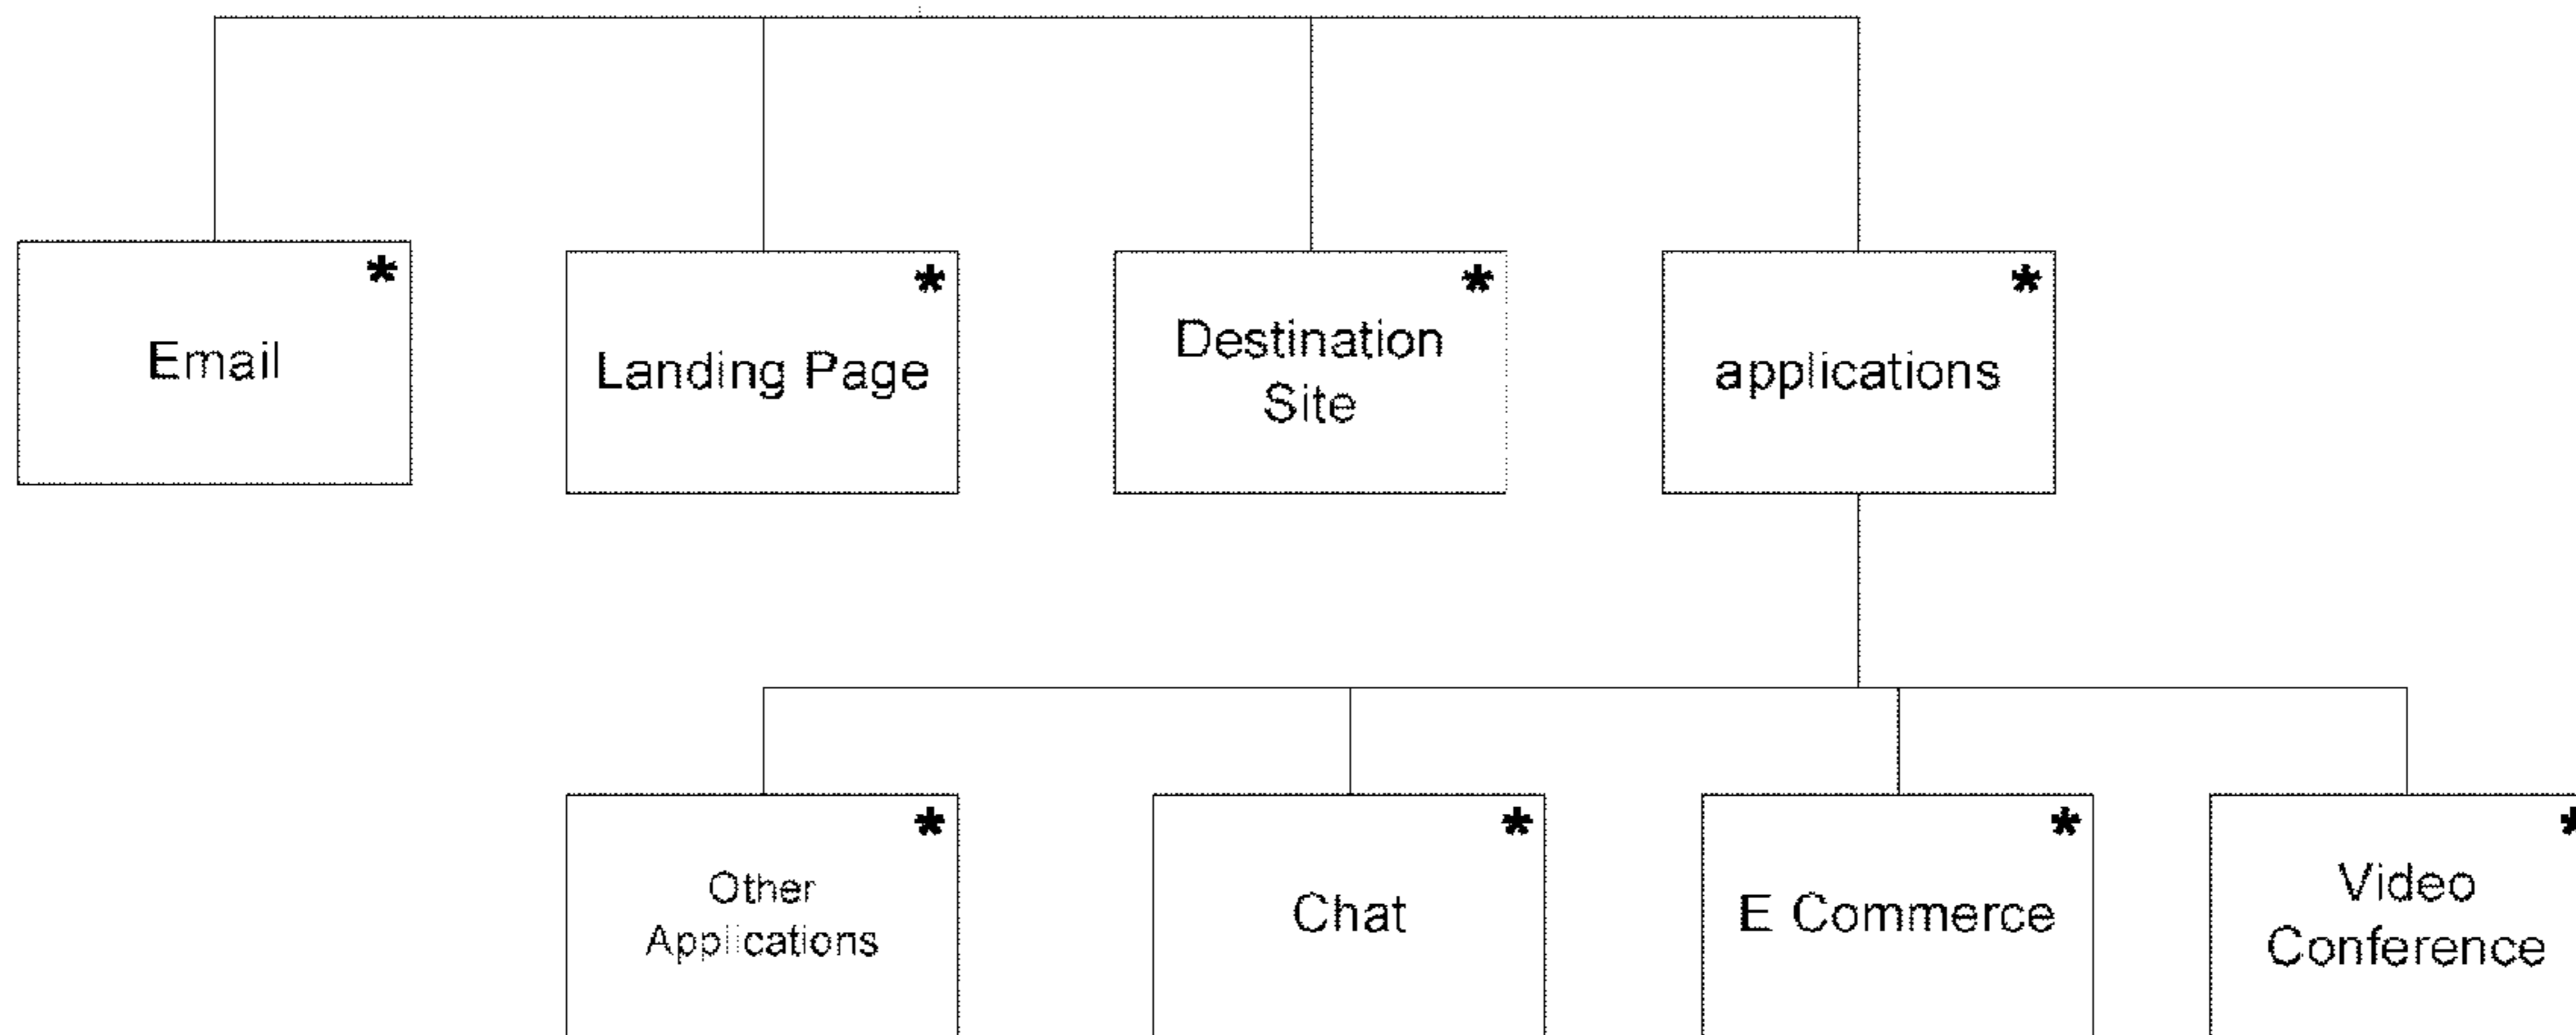 *
Email
*
Landing Page
*
Destination
Site
*
applications
*
Other
Applications
*
Chat
*
E Commerce
*
Video
Conference